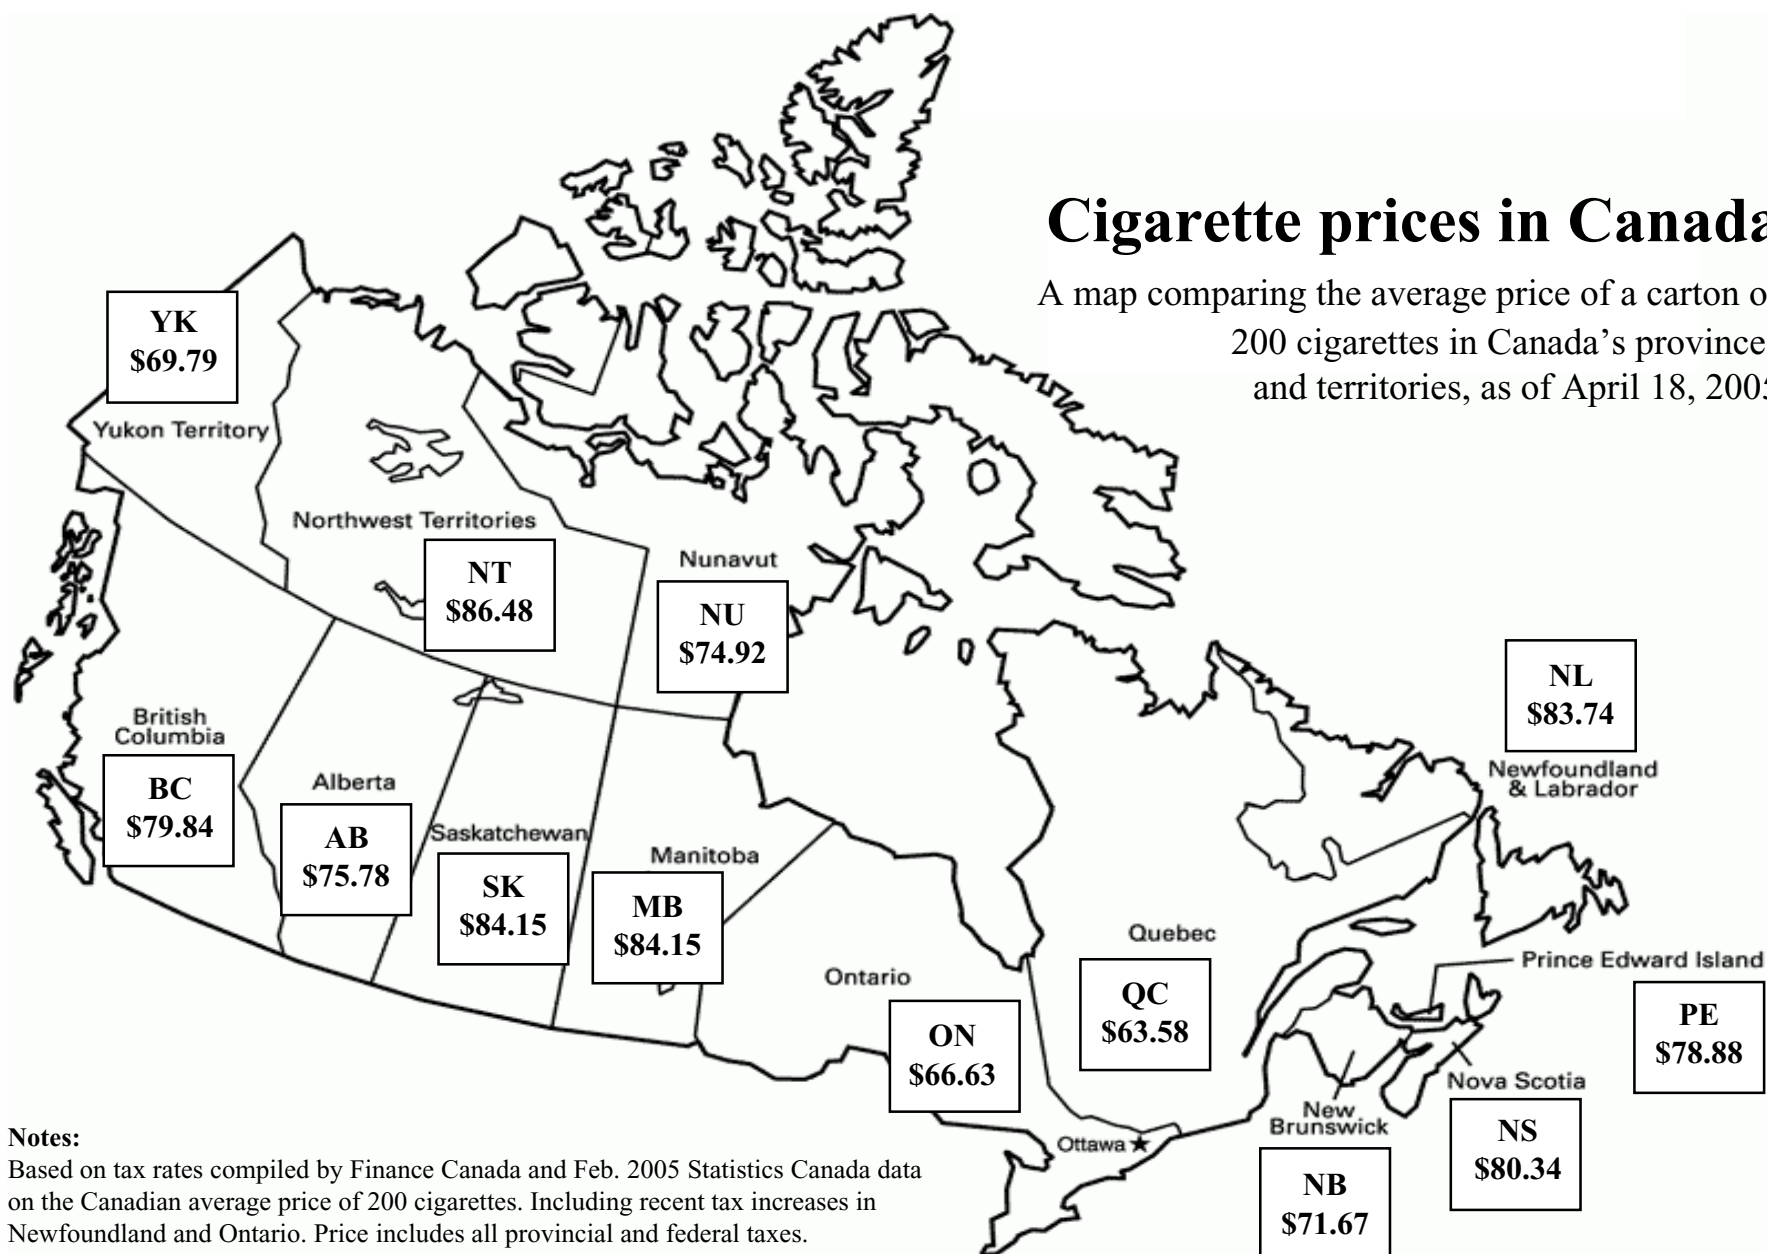 Cigarette prices in Canada
A map comparing the average price of a carton o
200 cigarettes in Canada’s province
and territories, as of April 18, 2005
YK
$69.79
Yukon Territory
Northwest Territories
NT
$86.48
Nunavut
NU
$74.92
NL
$83.74
Newfoundland
& Labrador
British
Columbia
BC
$79.84
Alberta
AB
$75.78
Saskatchewan
SK
$84.15
Manitoba
MB
$84.15
Ontario
ON
$66.63
Quebec
QC
$63.58
Prince Edward Island
PE
$78.88
Nova Scotia
NS
$80.34
New
Brunswick
NB
$71.67
Ottawa
Notes:
Based on tax rates compiled by Finance Canada and Feb. 2005 Statistics Canada data
on the Canadian average price of 200 cigarettes. Including recent tax increases in
Newfoundland and Ontario. Price includes all provincial and federal taxes.